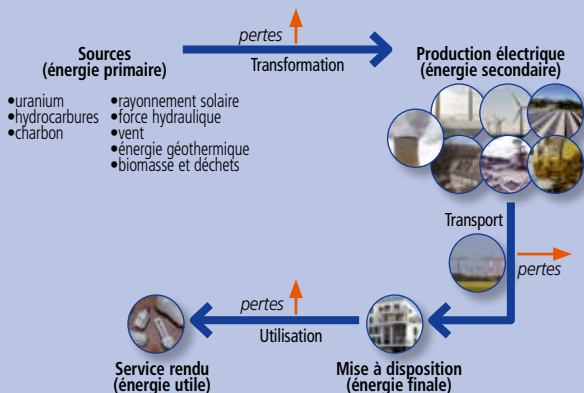 Sources
(énergie primaire)
•uranium
•hydrocarbures
•charbon
•rayonnement solaire
•force hydraulique
•vent
•énergie géothermique
•biomasse et déchets
pertes
Transformation
Production électrique
(énergie secondaire)
Transport
pertes
Mise à disposition
(énergie finale)
pertes
Utilisation
Service rendu
(énergie utile)